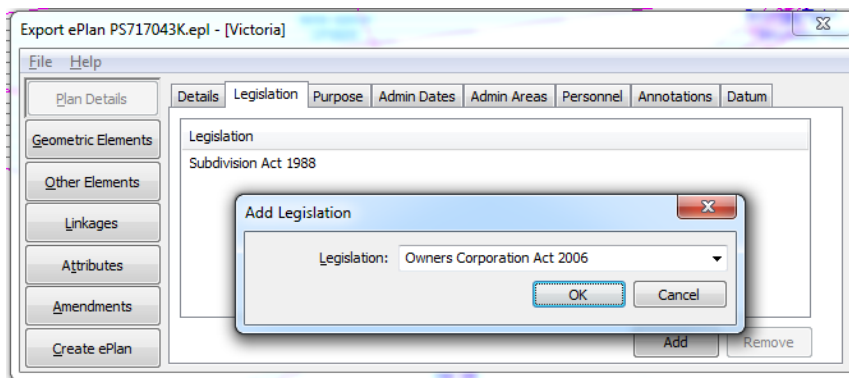 Export ePlan PS717043K.epl - [Victoria]
File Help
Plan Details
Geometric Elements
Other Elements
Linkages
Attributes
Amendments
Create ePlan
Details Legislation Purpose Admin Dates Admin Areas Personnel Annotations Datum
Legislation
Subdivision Act 1988
Add Legislation
Legislation: Owners Corporation Act 2006
OK Cancel
Add Remove